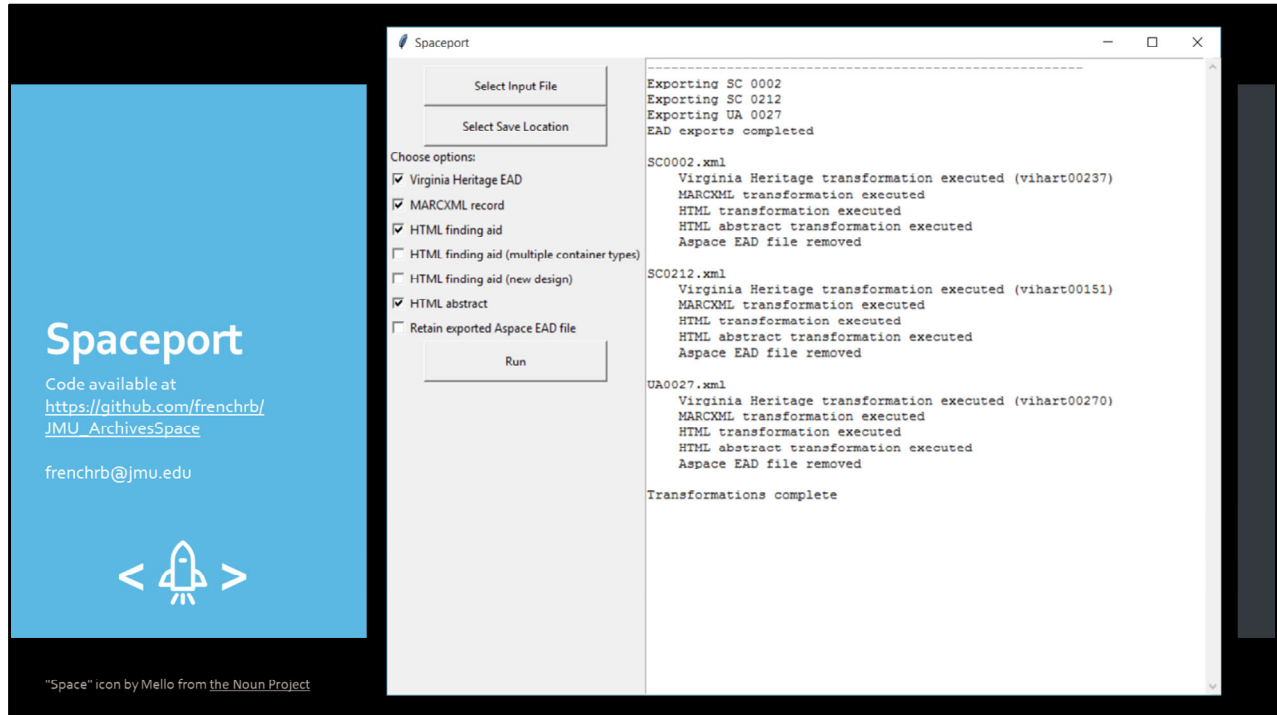 Spaceport
Code available at
https://github.com/frenchrb/
JMU_ArchivesSpace
frenchrb@jmu.edu
< >
"Space" icon by Mello from the Noun Project
Spaceport
Select Input File
Select Save Location
Choose options:
Virginia Heritage EAD
MARCXML record
HTML finding aid
HTML finding aid (multiple container types)
HTML finding aid (new design)
HTML abstract
Retain exported Aspace EAD file
Run
-------------------------------------------------------
Exporting SC 0002
Exporting SC 0212
Exporting UA 0027
EAD exports completed
SC0002.xml
Virginia Heritage transformation executed (vihart00237)
MARCXML transformation executed
HTML transformation executed
HTML abstract transformation executed
Aspace EAD file removed
SC0212.xml
Virginia Heritage transformation executed (vihart00151)
MARCXML transformation executed
HTML transformation executed
HTML abstract transformation executed
Aspace EAD file removed
UA0027.xml
Virginia Heritage transformation executed (vihart00270)
MARCXML transformation executed
HTML transformation executed
HTML abstract transformation executed
Aspace EAD file removed
Transformations complete